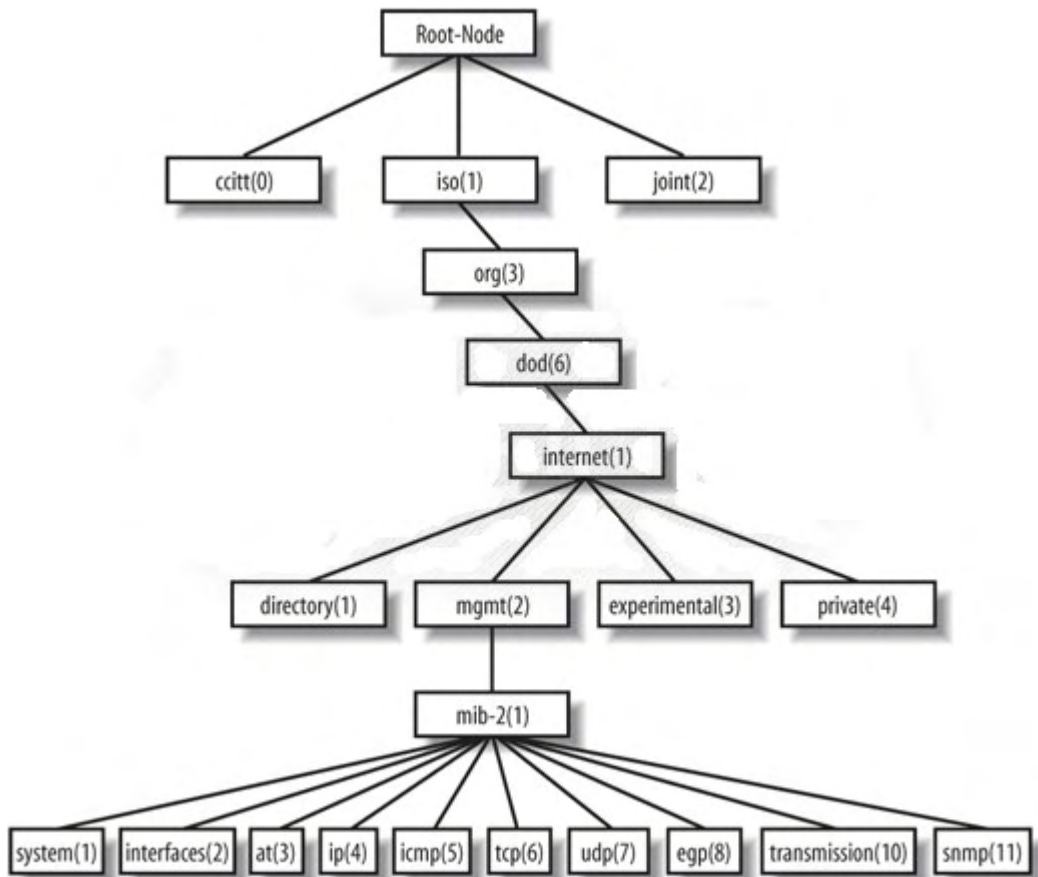 Root-Node
ccitt(0)
iso(1)
joint(2)
org(3)
dod(6)
internet(1)
directory(1)
mgmt(2)
experimental(3)
private(4)
mib-2(1)
system(1)
interfaces(2)
at(3)
ip(4)
icmp(5)
tcp(6)
udp(7)
egp(8)
transmission(10)
snmp(11)